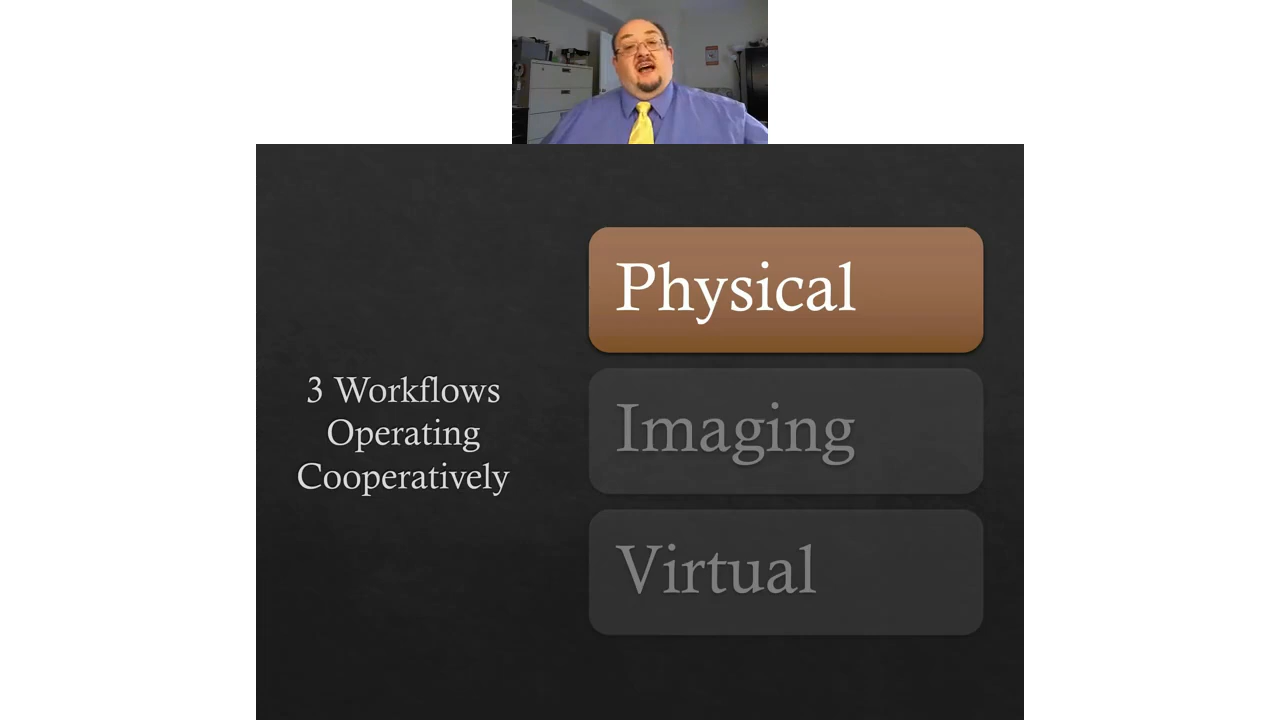 3 Workflows
Operating
Cooperatively
Physical
Imaging
Virtual